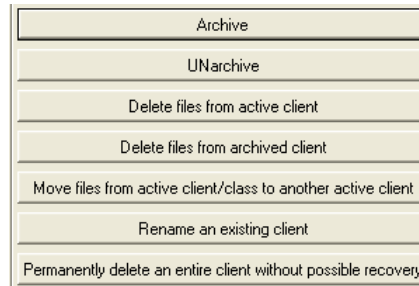 Archive
UNarchive
Delete files from active client
Delete files from archived client
Move files from active client/class to another active client
Rename an existing client
Permanently delete an entire client without possible recovery